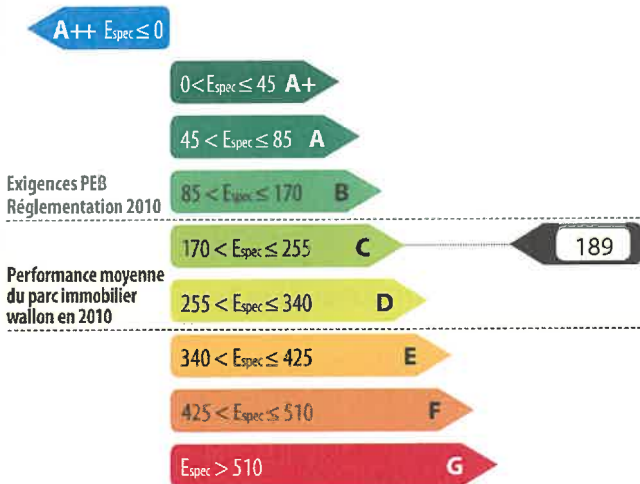 A++ Espec ≤ 0
0 < Espec ≤ 45 A+
45 < Espec ≤ 85 A
Exigences PEB
Réglementation 2010
85 < Espec ≤ 170 B
170 < Espec ≤ 255 C
189
Performance moyenne
du parc immobilier
wallon en 2010
255 < Espec ≤ 340 D
340 < Espec ≤ 425 E
425 < Espec ≤ 510 F
Espec > 510 G